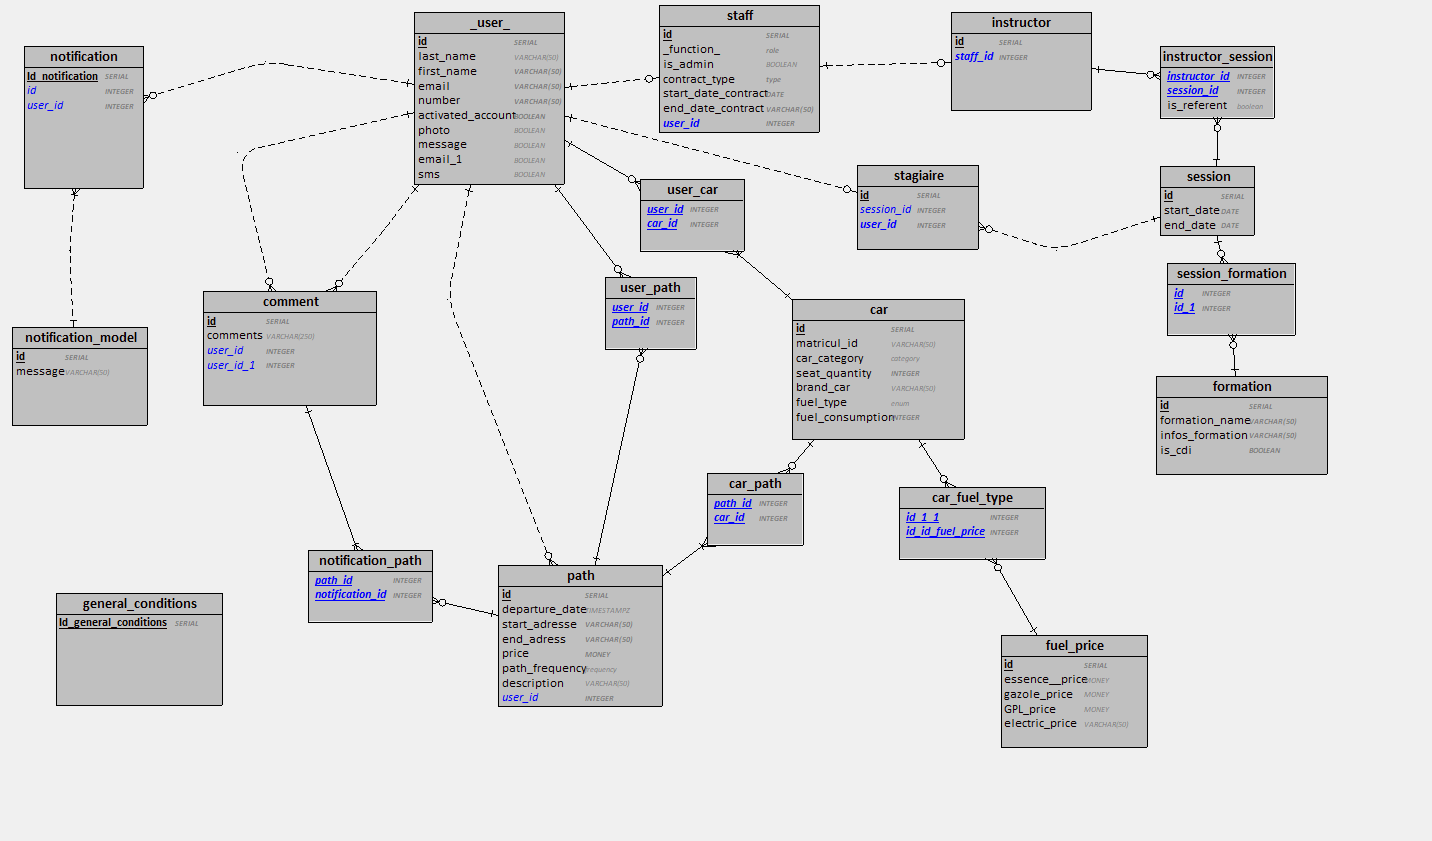 notification
Id_notification SERIAL
id INTEGER
user_id INTEGER
_user_
id SERIAL
last_name VARCHAR(50)
first_name VARCHAR(50)
email VARCHAR(50)
number VARCHAR(50)
activated_account BOOLEAN
photo BOOLEAN
message BOOLEAN
email_1 BOOLEAN
sms BOOLEAN
staff
id SERIAL
_function_ role
is_admin BOOLEAN
contract_type type
start_date_contract DATE
end_date_contract VARCHAR(50)
user_id INTEGER
instructor
id SERIAL
staff_id INTEGER
instructor_session
instructor_id INTEGER
session_id INTEGER
is_referent boolean
user_car
user_id INTEGER
car_id INTEGER
stagiaire
id SERIAL
session_id INTEGER
user_id INTEGER
session
id SERIAL
start_date DATE
end_date DATE
session_formation
id INTEGER
id_1 INTEGER
comment
id SERIAL
comments VARCHAR(250)
user_id INTEGER
user_id_1 INTEGER
user_path
user_id INTEGER
path_id INTEGER
car
id SERIAL
matricul_id VARCHAR(50)
car_category category
seat_quantity INTEGER
brand_car VARCHAR(50)
fuel_type enum
fuel_consumption INTEGER
notification_model
id SERIAL
message VARCHAR(50)
formation
id SERIAL
formation_name VARCHAR(50)
infos_formation VARCHAR(50)
is_cdi BOOLEAN
car_path
path_id INTEGER
car_id INTEGER
car_fuel_type
id_1_1 INTEGER
id_id_fuel_price INTEGER
notification_path
path_id INTEGER
notification_id INTEGER
path
id SERIAL
departure_date TIMESTAMPZ
start_adresse VARCHAR(50)
end_adress VARCHAR(50)
price MONEY
path_frequency frequency
description VARCHAR(50)
user_id INTEGER
general_conditions
Id_general_conditions SERIAL
fuel_price
id SERIAL
essence__price MONEY
gazole_price MONEY
GPL_price MONEY
electric_price VARCHAR(50)